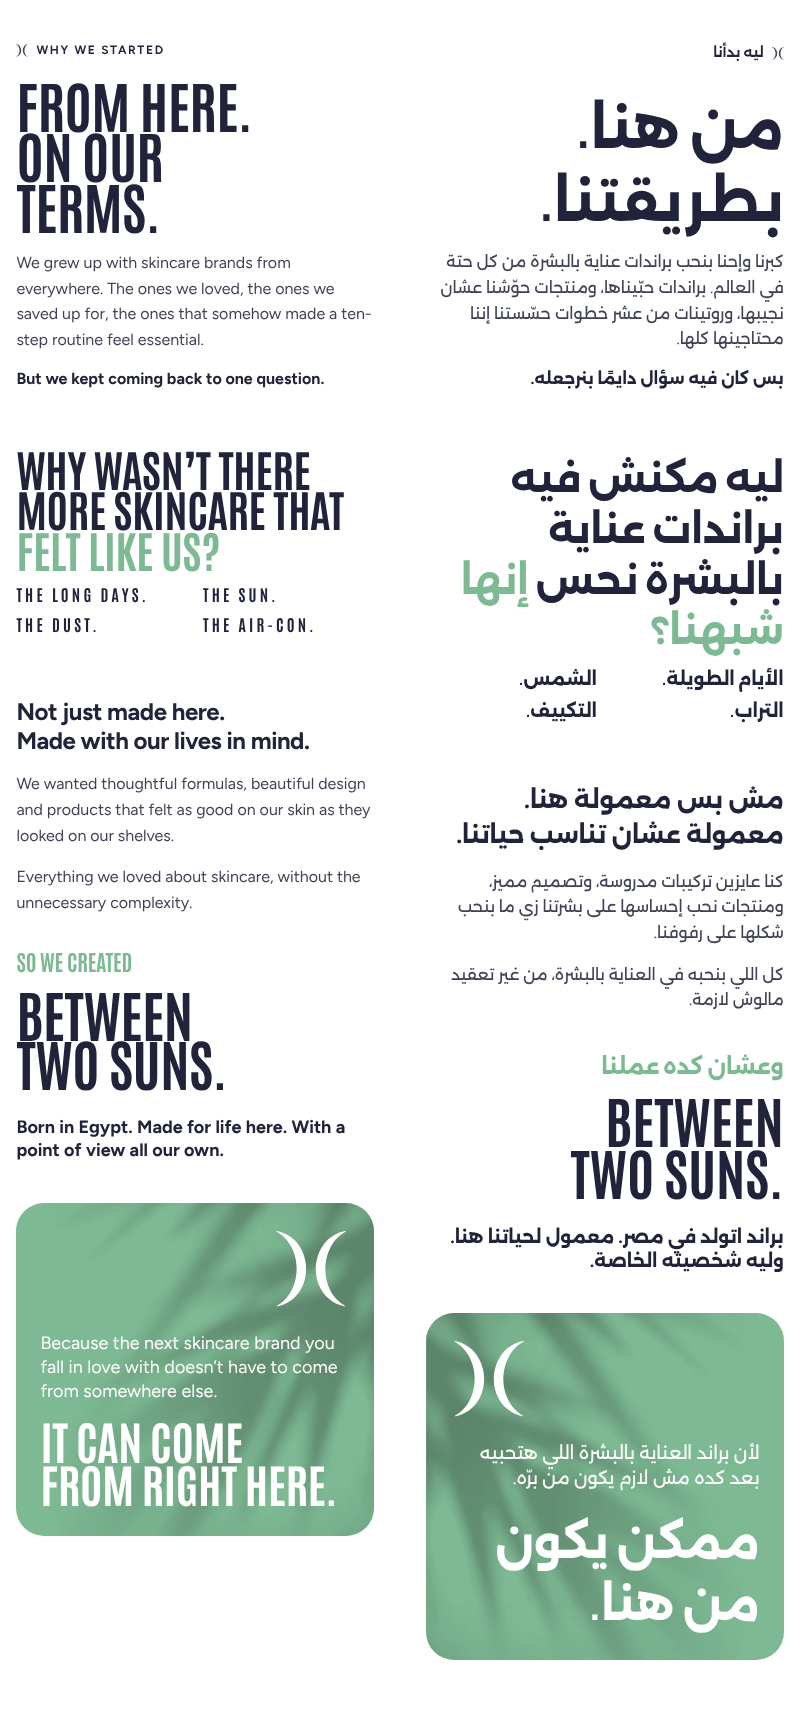 WHY WE STARTED
FROM HERE.
ON OUR
TERMS.
We grew up with skincare brands from
everywhere. The ones we loved, the ones we
saved up for, the ones that somehow made a ten-
step routine feel essential.
But we kept coming back to one question.
WHY WASN’T THERE
MORE SKINCARE THAT
FELT LIKE US?
THE LONG DAYS. THE SUN.
THE DUST. THE AIR-CON.
Not just made here.
Made with our lives in mind.
We wanted thoughtful formulas, beautiful design
and products that felt as good on our skin as they
looked on our shelves.
Everything we loved about skincare, without the
unnecessary complexity.
SO WE CREATED
BETWEEN
TWO SUNS.
Born in Egypt. Made for life here. With a
point of view all our own.
Because the next skincare brand you
fall in love with doesn’t have to come
from somewhere else.
IT CAN COME
FROM RIGHT HERE.
ليه بدأنا
من هنا.
بطريقتنا.
كبرنا وإحنا بنحب براندات عناية بالبشرة من كل حتة
في العالم. براندات حبّيناها، ومنتجات حوّشنا عشان
نجيبها، وروتينات من عشر خطوات حسّستنا إننا
محتاجينها كلها.
بس كان فيه سؤال دايمًا بنرجعله.
ليه مكنش فيه
براندات عناية
بالبشرة نحس إنها
شبهنا؟
الأيام الطويلة. الشمس.
التراب. التكييف.
مش بس معمولة هنا.
معمولة عشان تناسب حياتنا.
كنا عايزين تركيبات مدروسة، وتصميم مميز،
ومنتجات نحب إحساسها على بشرتنا زي ما بنحب
شكلها على رفوفنا.
كل اللي بنحبه في العناية بالبشرة، من غير تعقيد
مالوش لازمة.
وعشان كده عملنا
BETWEEN
TWO SUNS.
براند اتولد في مصر. معمول لحياتنا هنا.
وليه شخصيته الخاصة.
لأن براند العناية بالبشرة اللي هتحبيه
بعد كده مش لازم يكون من برّه.
ممكن يكون
من هنا.